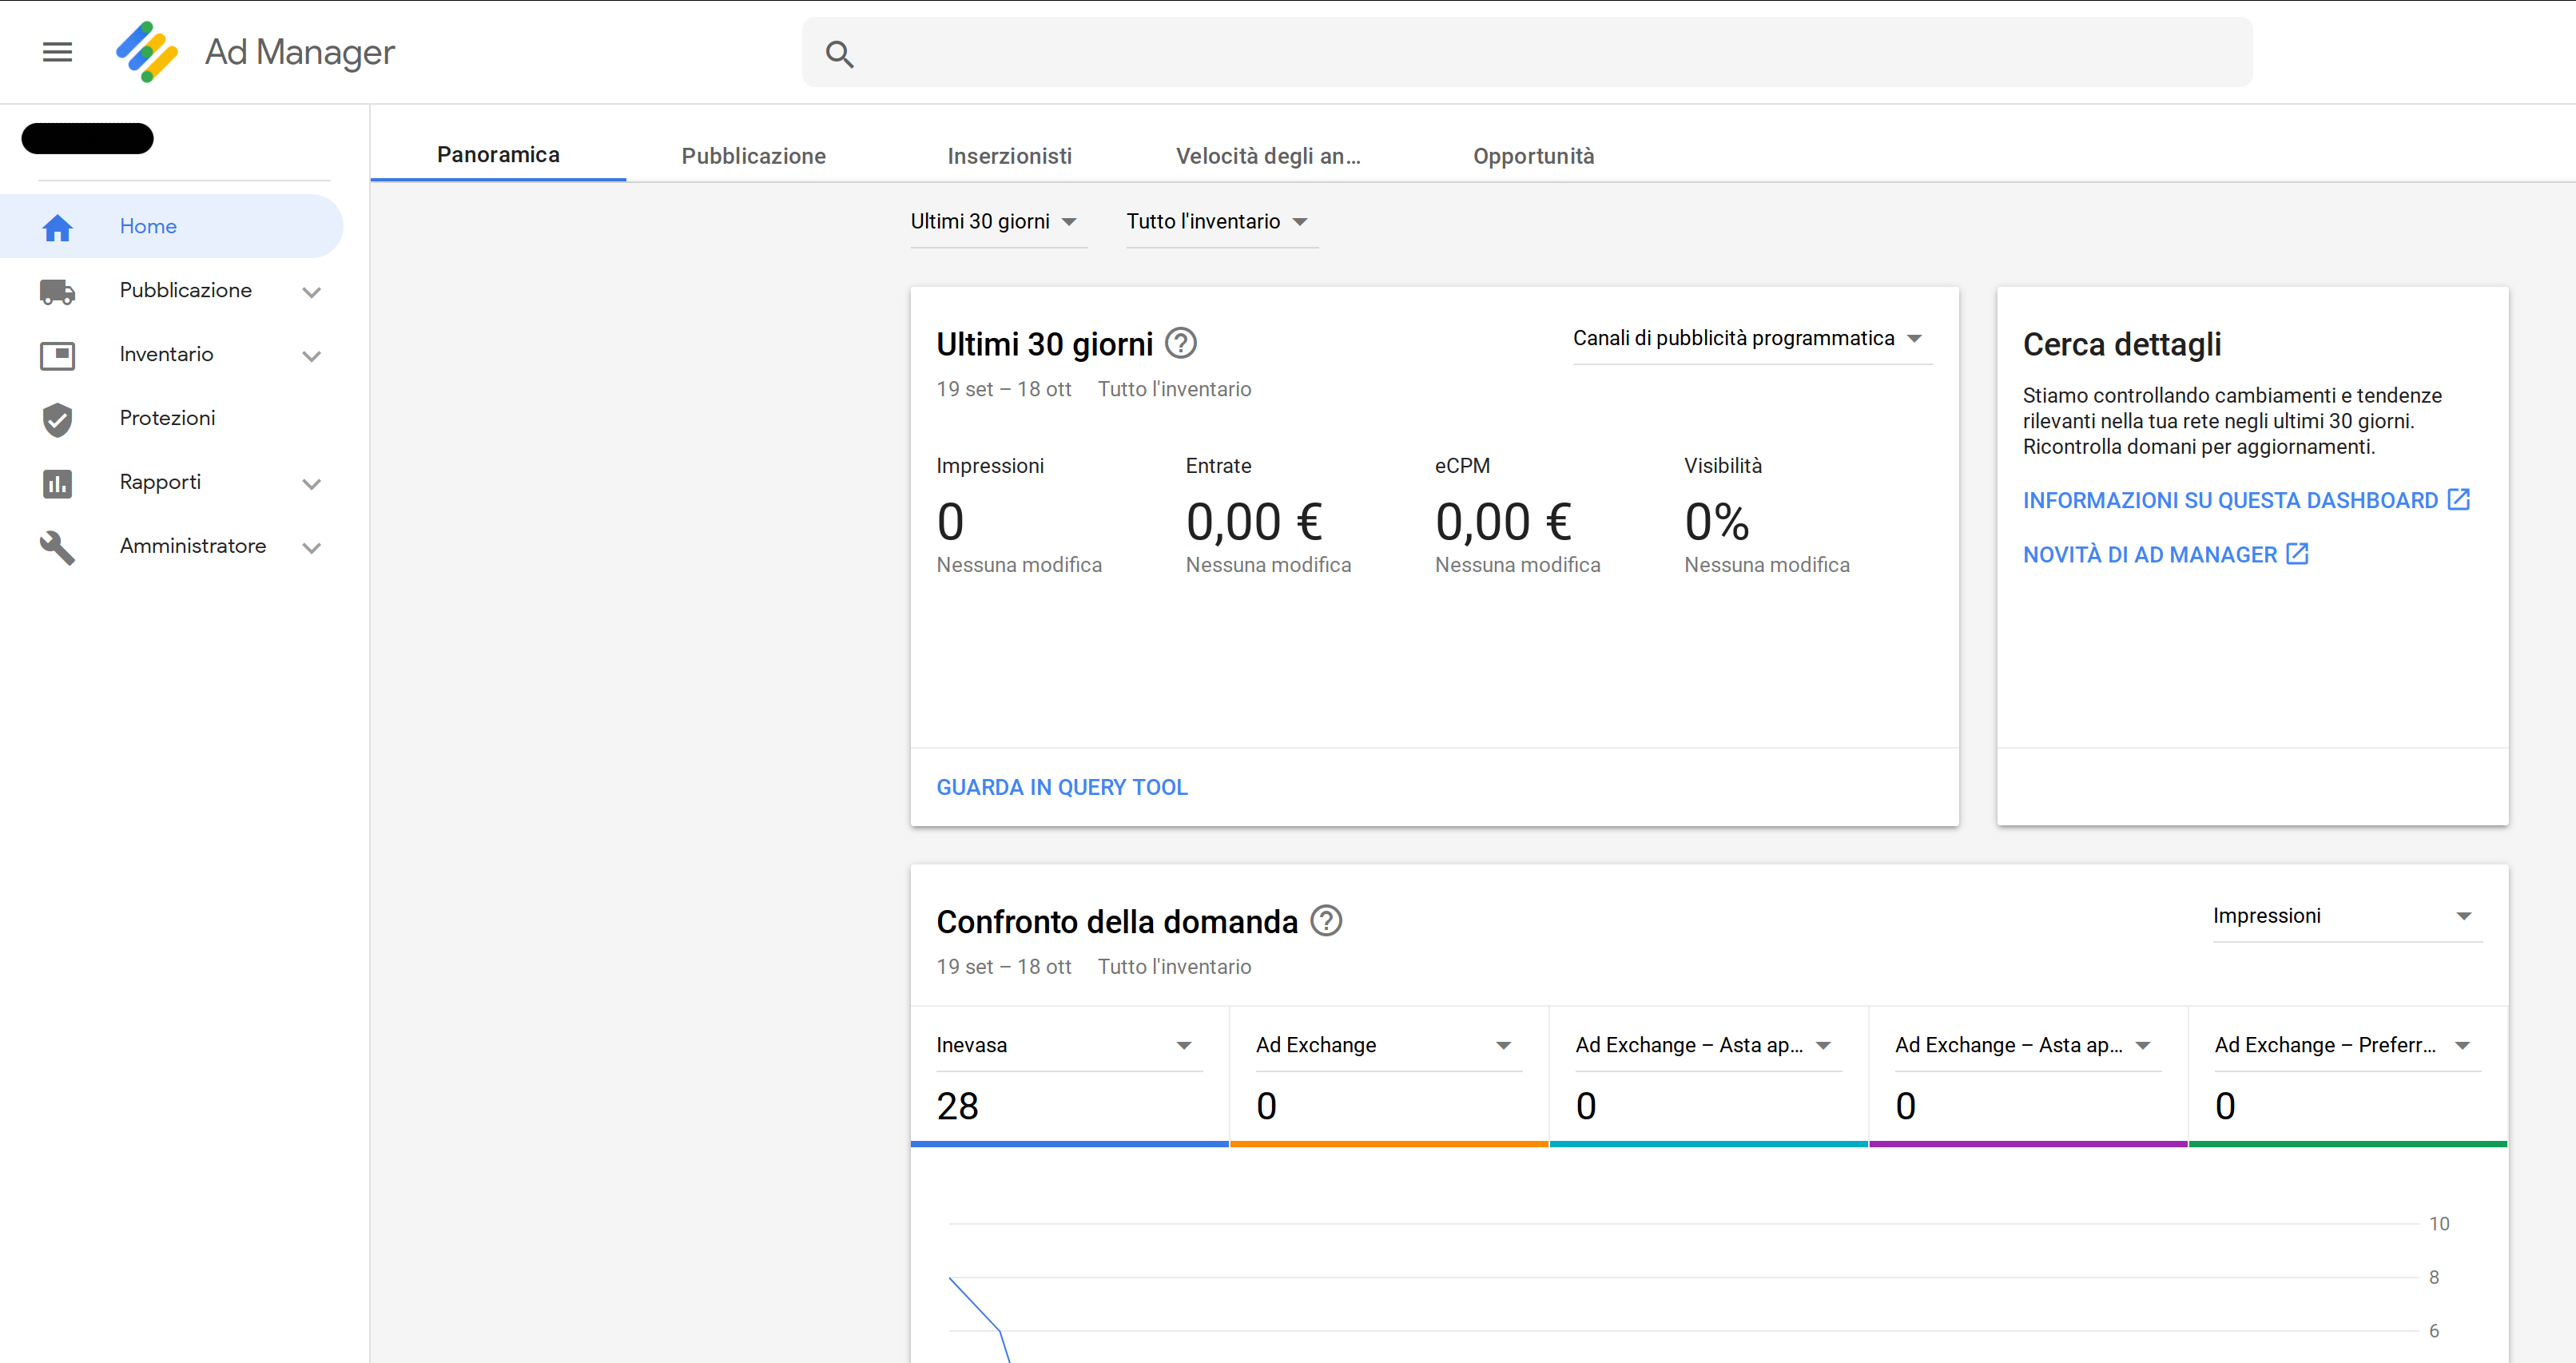 Ad Manager
Panoramica
Pubblicazione
Inserzionisti
Velocità degli an...
Opportunità
Home
Pubblicazione
Inventario
Protezioni
Rapporti
Amministratore
Ultimi 30 giorni
Tutto l'inventario
Ultimi 30 giorni
Canali di pubblicità programmatica
19 set – 18 ott Tutto l'inventario
Impressioni
0
Nessuna modifica
Entrate
0,00 €
Nessuna modifica
eCPM
0,00 €
Nessuna modifica
Visibilità
0%
Nessuna modifica
GUARDA IN QUERY TOOL
Cerca dettagli
Stiamo controllando cambiamenti e tendenze
rilevanti nella tua rete negli ultimi 30 giorni.
Ricontrolla domani per aggiornamenti.
INFORMAZIONI SU QUESTA DASHBOARD
NOVITÀ DI AD MANAGER
Confronto della domanda
Impressioni
19 set – 18 ott Tutto l'inventario
Inevasa
28
Ad Exchange
0
Ad Exchange – Asta ap...
0
Ad Exchange – Asta ap...
0
Ad Exchange – Preferr...
0
10
8
6